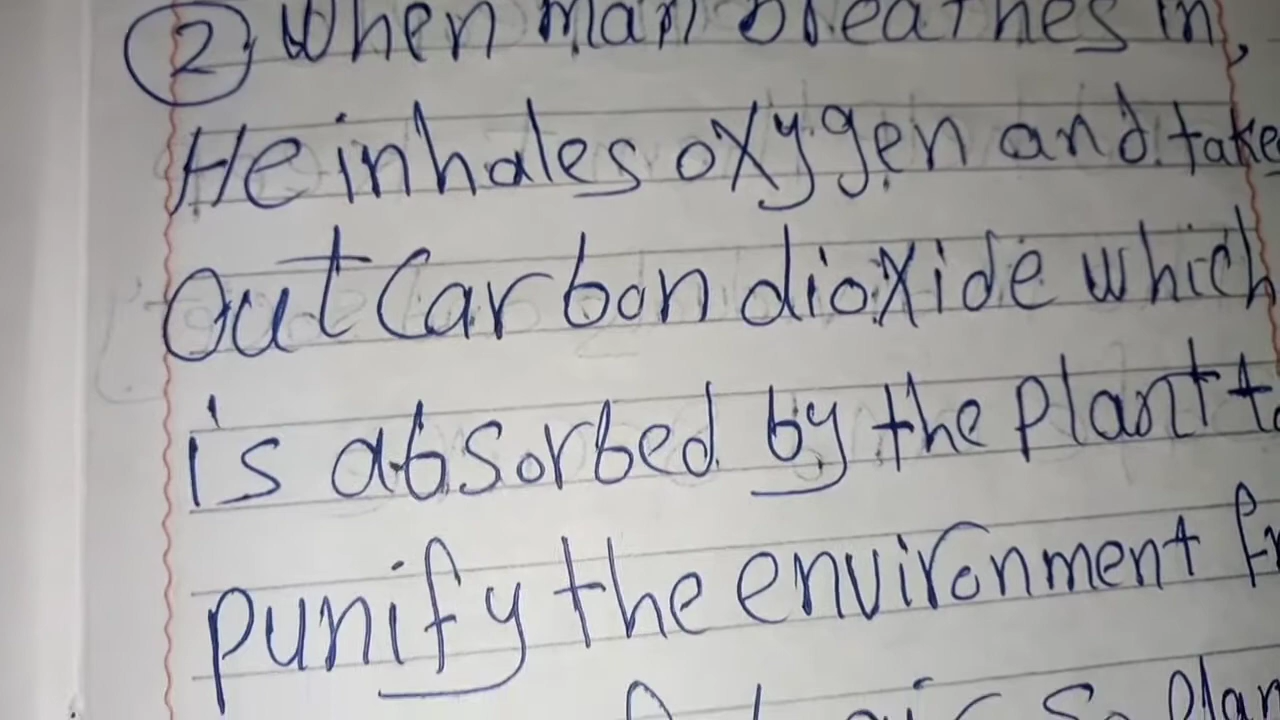 2, When man breathes in,
He inhales oxygen and take
out Carbon dioxide which
is absorbed by the plant to
punify the environment fr